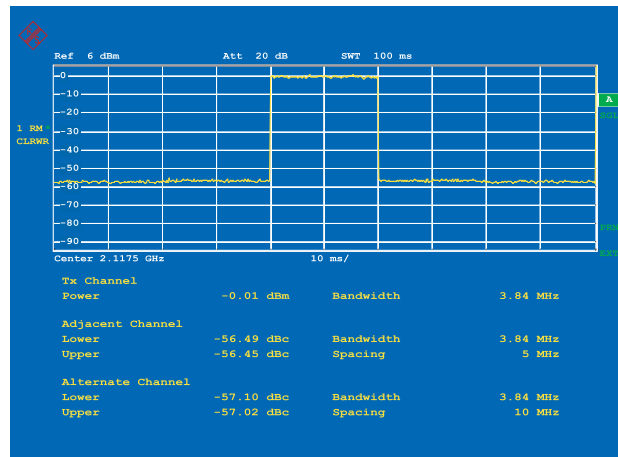 Ref 6 dBm Att 20 dB SWT 100 ms
0
-10
A
-20
SGL
1 RM *
-30
CLRWR
-40
-50
-60
-70
-80
PRN
-90
EXT
Center 2.1175 GHz 10 ms/
Tx Channel
Power -0.01 dBm Bandwidth 3.84 MHz
Adjacent Channel
Lower -56.49 dBc Bandwidth 3.84 MHz
Upper -56.45 dBc Spacing 5 MHz
Alternate Channel
Lower -57.10 dBc Bandwidth 3.84 MHz
Upper -57.02 dBc Spacing 10 MHz